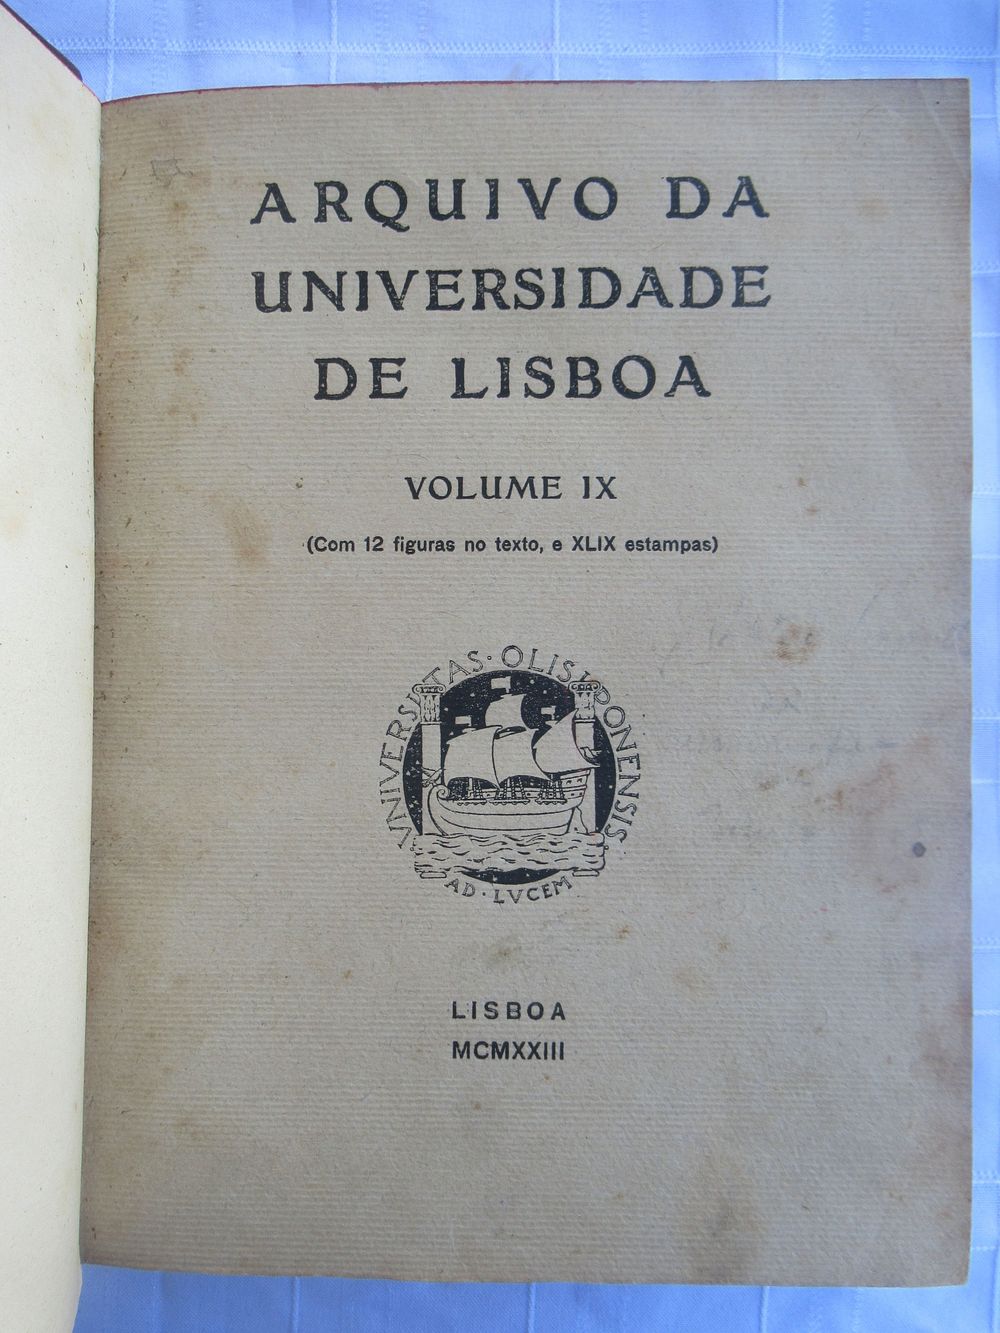 ARQUIVO DA
UNIVERSIDADE
DE LISBOA
VOLUME IX
(Com 12 figuras no texto, e XLIX estampas)
UNIVERSITAS · OLISIPONENSIS
AD · LVCEM
LISBOA
MCMXXIII